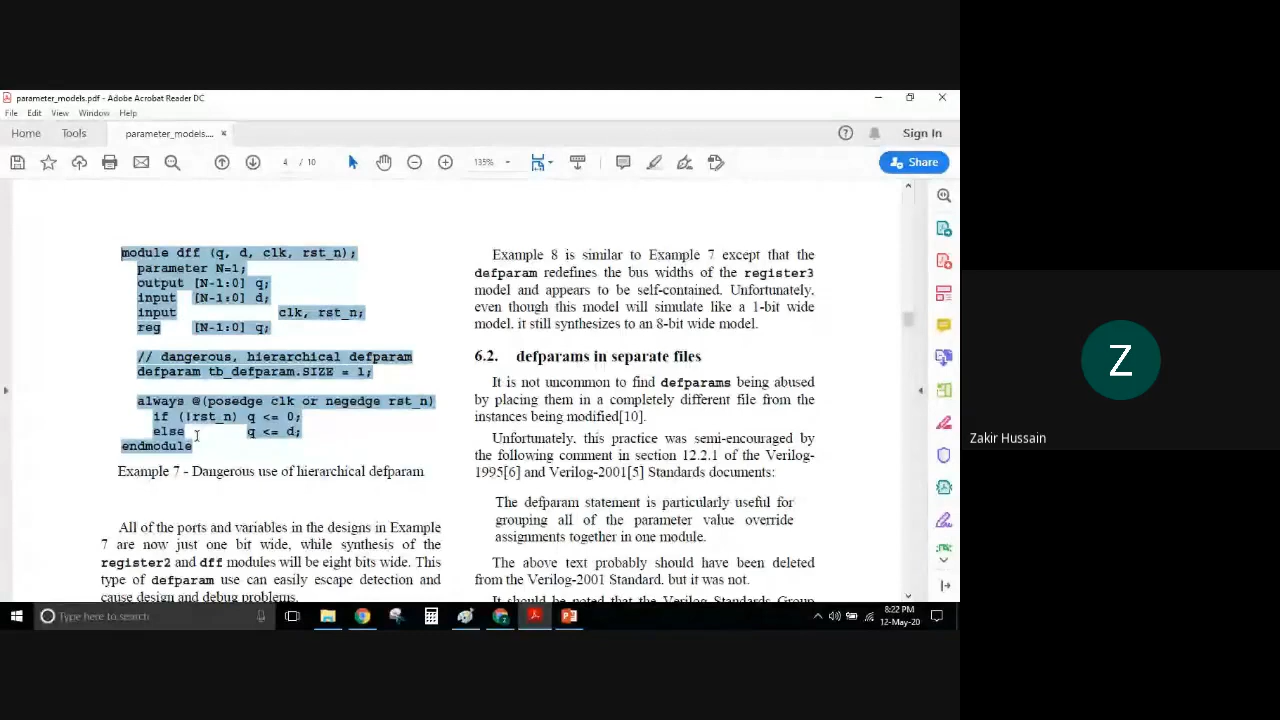 parameter_models.pdf - Adobe Acrobat Reader DC
File Edit View Window Help
Home Tools parameter_models.... × Sign In
4 / 10 135% Share
module dff (q, d, clk, rst_n);
parameter N=1;
output [N-1:0] q;
input [N-1:0] d;
input clk, rst_n;
reg [N-1:0] q;
// dangerous, hierarchical defparam
defparam tb_defparam.SIZE = 1;
always @(posedge clk or negedge rst_n)
if (!rst_n) q <= 0;
else q <= d;
endmodule
Example 7 - Dangerous use of hierarchical defparam
All of the ports and variables in the designs in Example
7 are now just one bit wide, while synthesis of the
register2 and dff modules will be eight bits wide. This
type of defparam use can easily escape detection and
cause design and debug problems.
Example 8 is similar to Example 7 except that the
defparam redefines the bus widths of the register3
model and appears to be self-contained. Unfortunately,
even though this model will simulate like a 1-bit wide
model, it still synthesizes to an 8-bit wide model.
6.2. defparams in separate files
It is not uncommon to find defparams being abused
by placing them in a completely different file from the
instances being modified[10].
Unfortunately, this practice was semi-encouraged by
the following comment in section 12.2.1 of the Verilog-
1995[6] and Verilog-2001[5] Standards documents:
The defparam statement is particularly useful for
grouping all of the parameter value override
assignments together in one module.
The above text probably should have been deleted
from the Verilog-2001 Standard, but it was not.
It should be noted that the Verilog Standards Group
Type here to search
8:22 PM
12-May-20
Z
Zakir Hussain